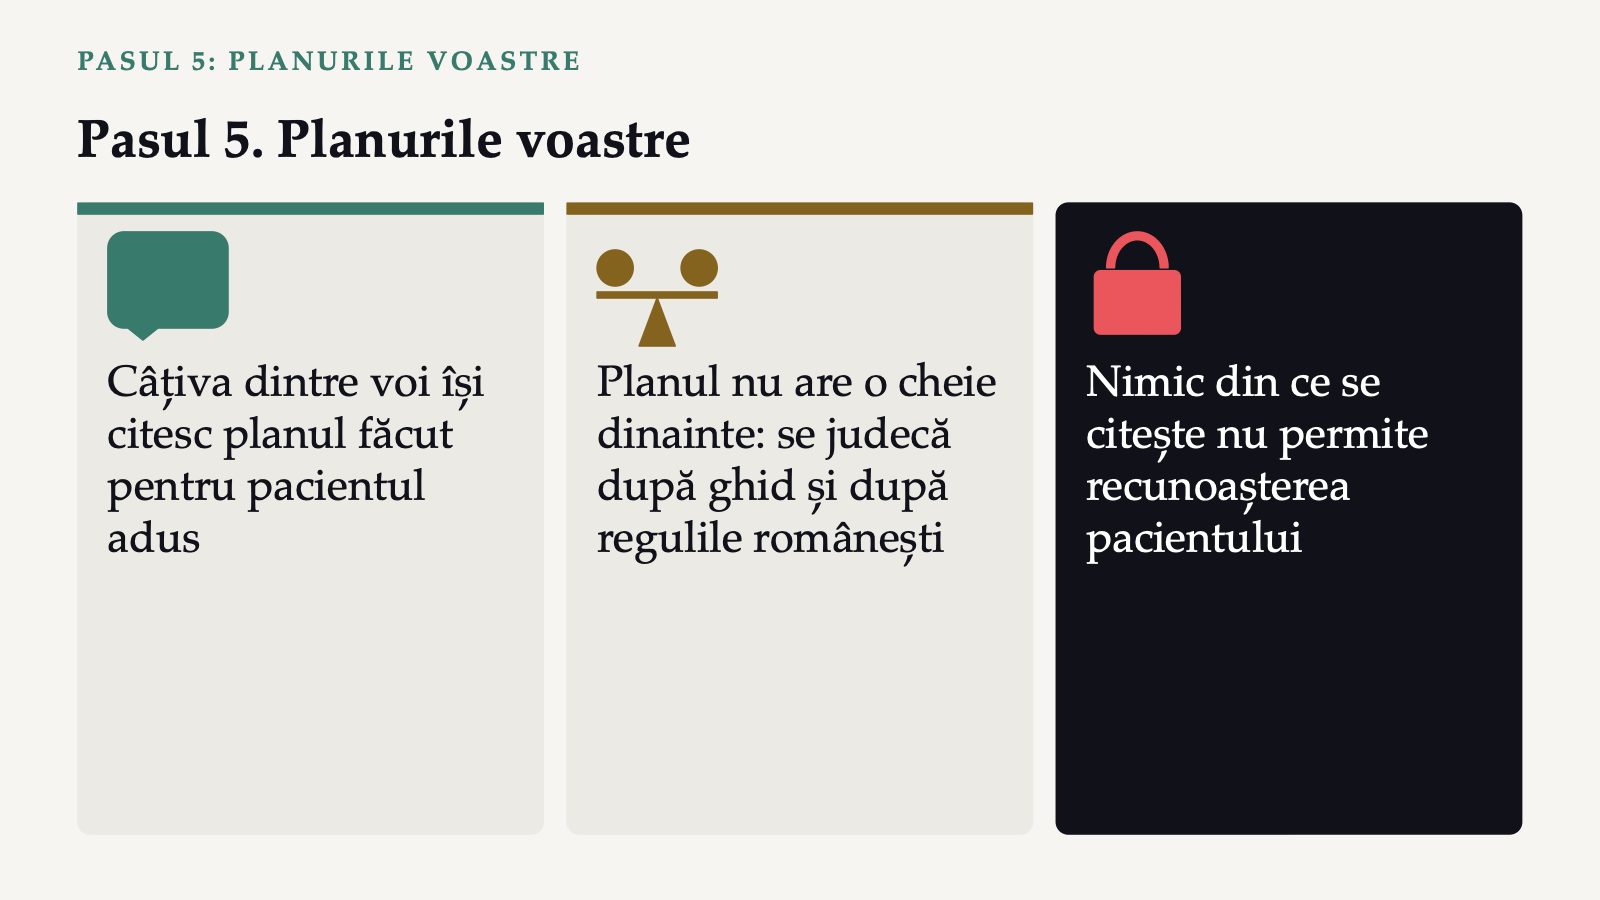 PASUL 5: PLANURILE VOASTRE
Pasul 5. Planurile voastre
Câțiva dintre voi își
citesc planul făcut
pentru pacientul
adus
Planul nu are o cheie
dinainte: se judecă
după ghid și după
regulile românești
Nimic din ce se
citește nu permite
recunoașterea
pacientului